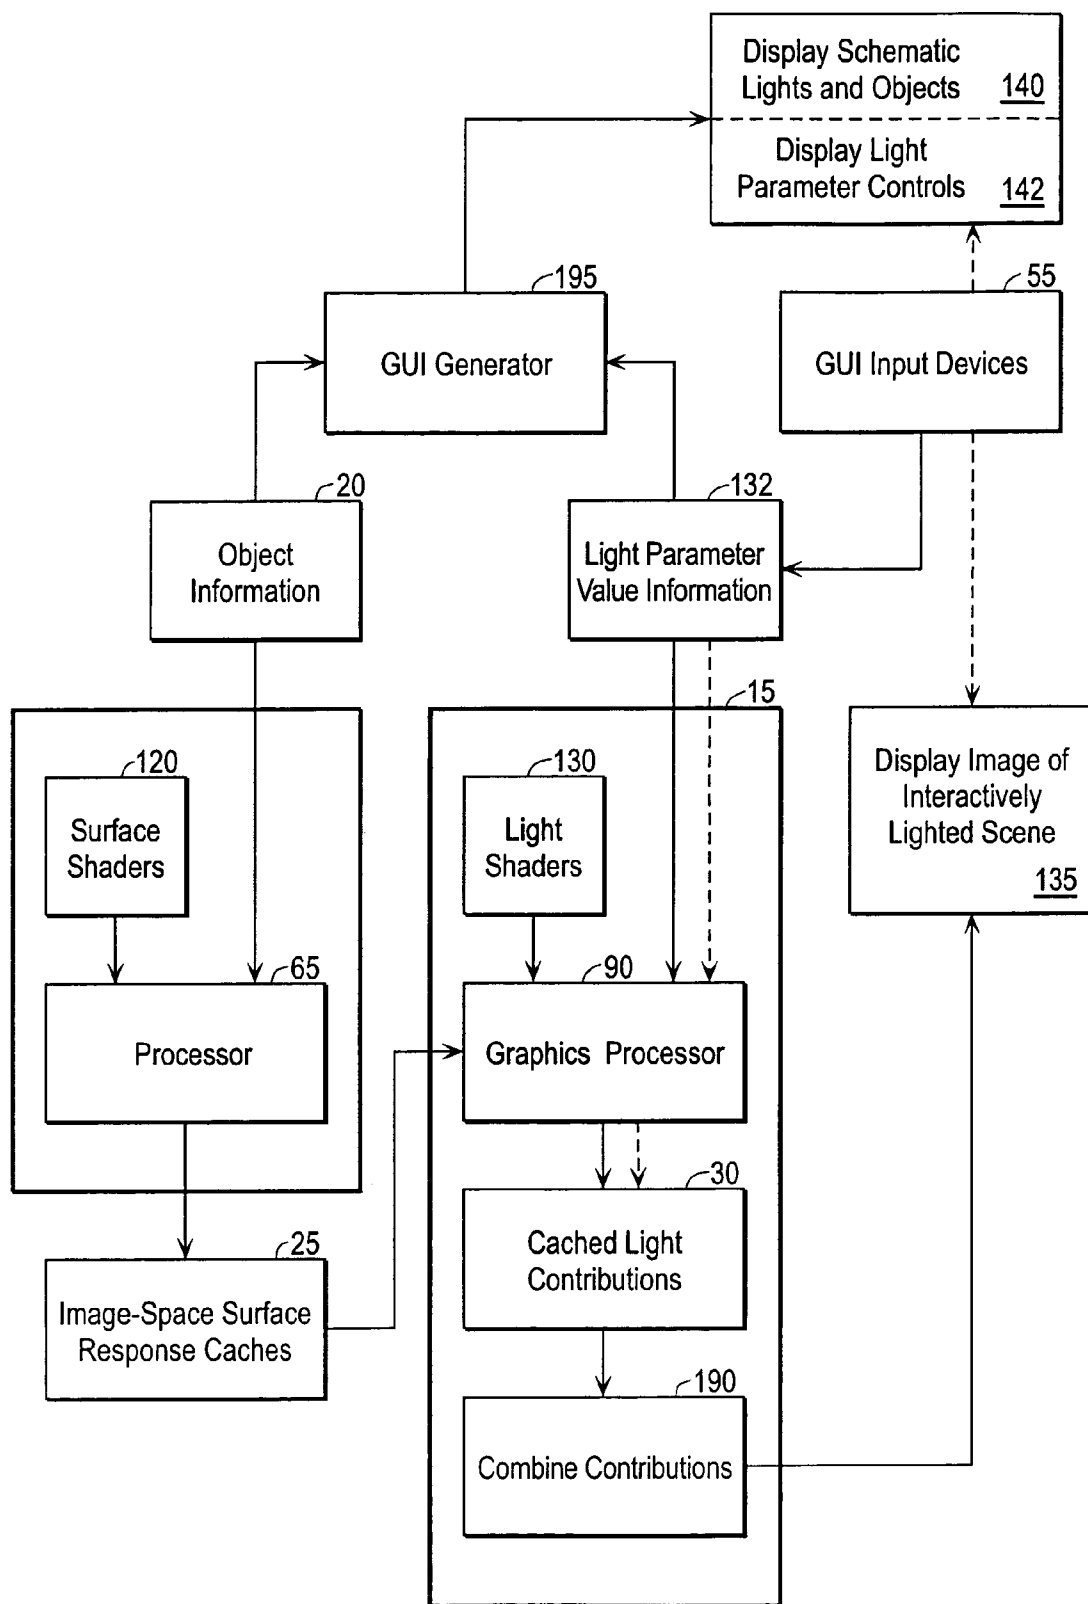 Display Schematic
Lights and Objects 140
Display Light
Parameter Controls 142
195
GUI Generator
55
GUI Input Devices
20
Object
Information
132
Light Parameter
Value Information
15
120
Surface
Shaders
130
Light
Shaders
Display Image of
Interactively
Lighted Scene
135
65
Processor
90
Graphics Processor
30
Cached Light
Contributions
25
Image-Space Surface
Response Caches
190
Combine Contributions